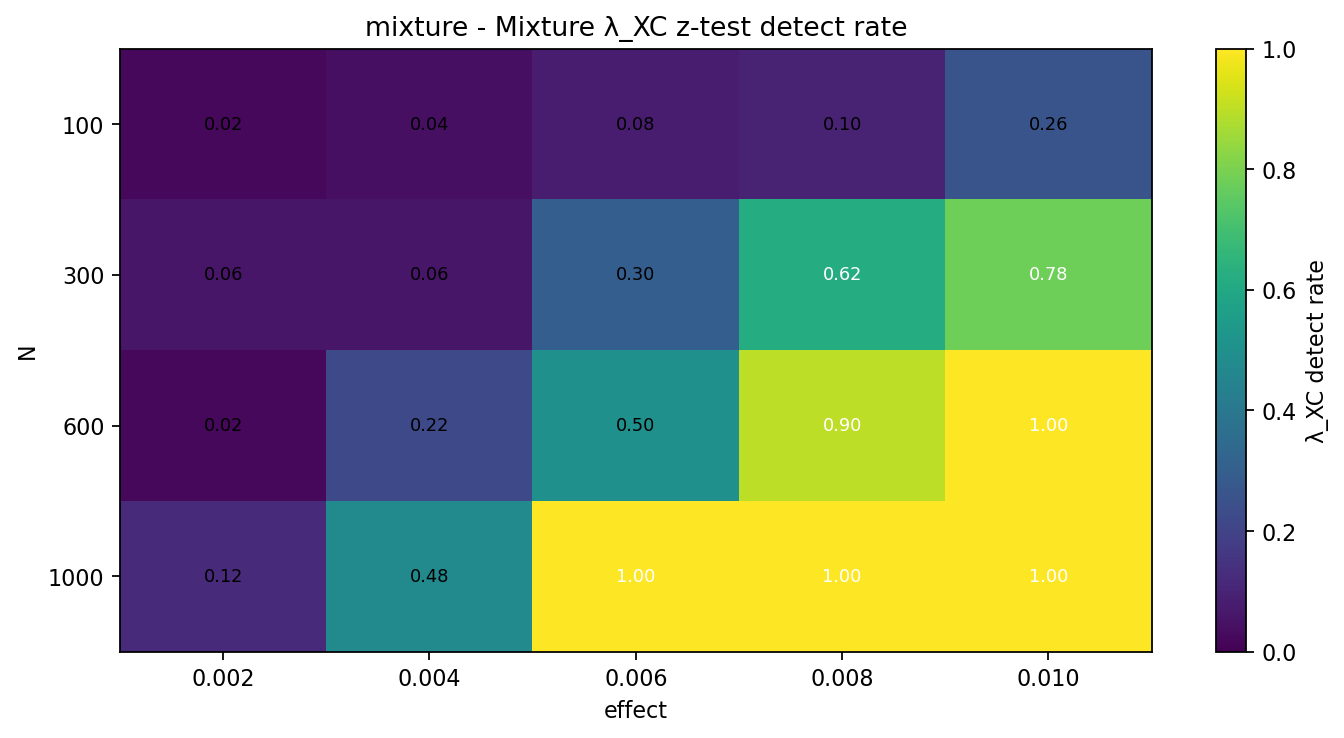 mixture - Mixture λ_XC z-test detect rate
N
100 0.02 0.04 0.08 0.10 0.26
300 0.06 0.06 0.30 0.62 0.78
600 0.02 0.22 0.50 0.90 1.00
1000 0.12 0.48 1.00 1.00 1.00
0.002 0.004 0.006 0.008 0.010
effect
1.0
0.8
0.6
0.4
0.2
0.0
λ_XC detect rate